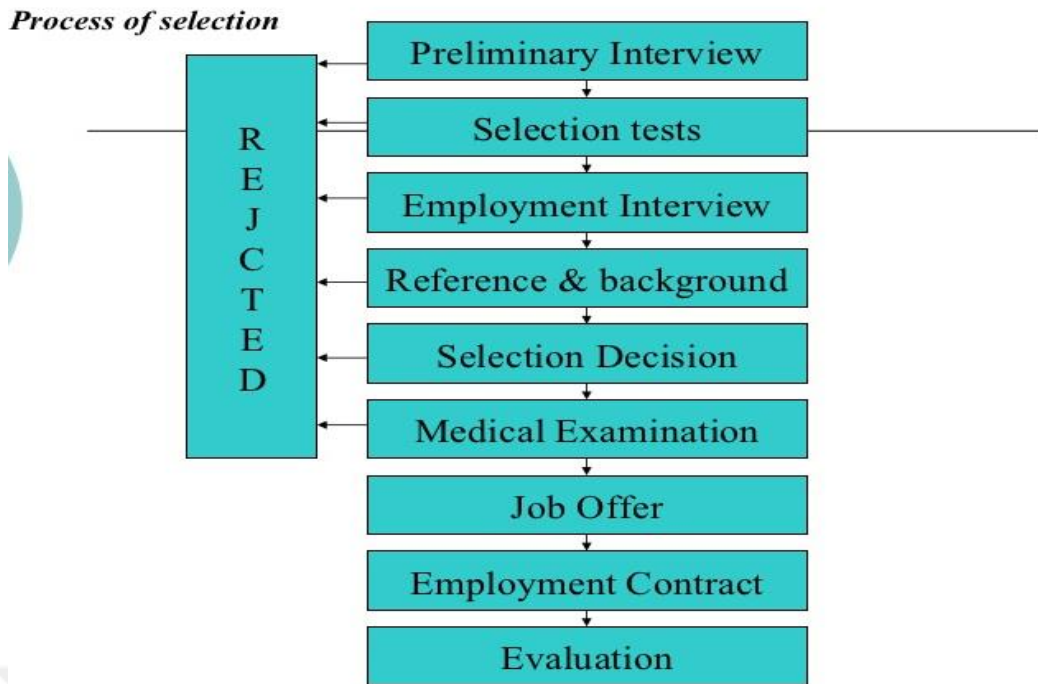 Process of selection
Preliminary Interview
Selection tests
Employment Interview
Reference & background
Selection Decision
Medical Examination
Job Offer
Employment Contract
Evaluation
R
E
J
C
T
E
D